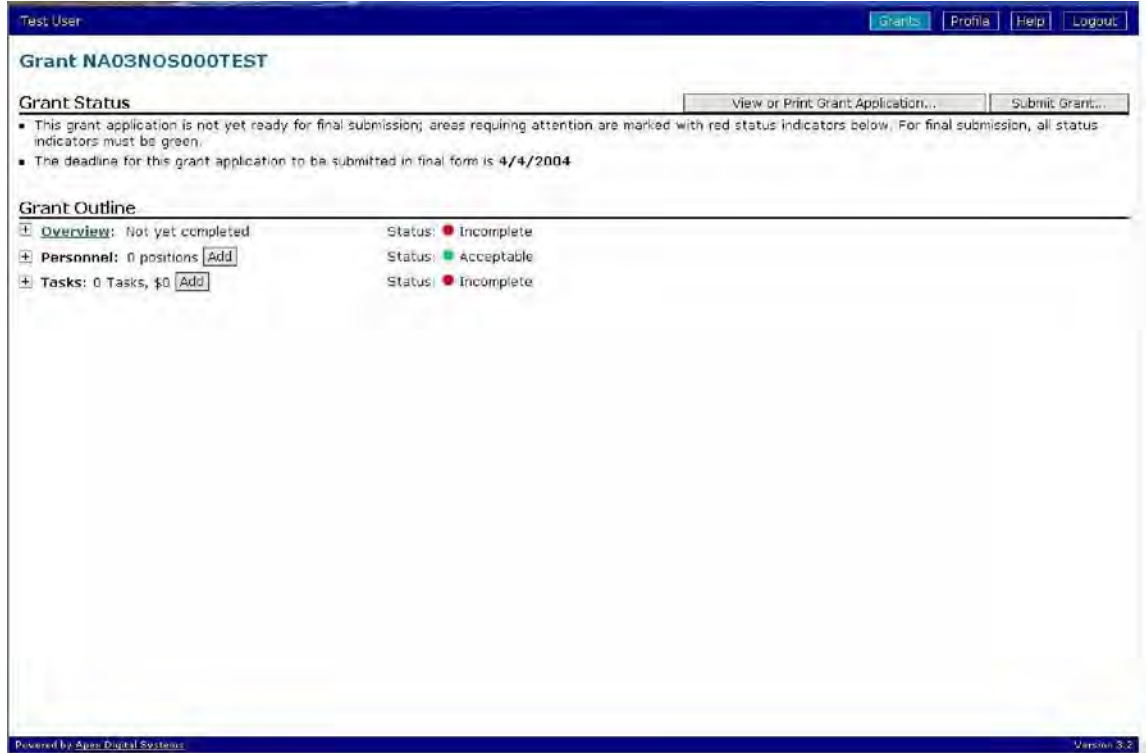 Test User Grants Profile Help Logout
Grant NA03NOS000TEST
Grant Status View or Print Grant Application... Submit Grant...
▪ This grant application is not yet ready for final submission; areas requiring attention are marked with red status indicators below. For final submission, all status
indicators must be green.
▪ The deadline for this grant application to be submitted in final form is 4/4/2004
Grant Outline
+ Overview: Not yet completed Status: Incomplete
+ Personnel: 0 positions Add Status: Acceptable
+ Tasks: 0 Tasks, $0 Add Status: Incomplete
Powered by Apex Digital Systems Version 3.2